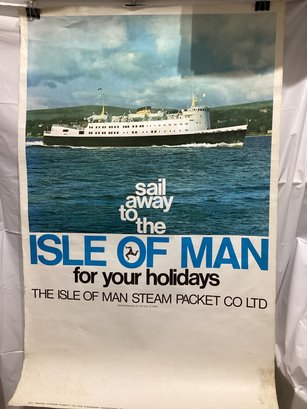 sail
away
to the
ISLE OF MAN
for your holidays
THE ISLE OF MAN STEAM PACKET CO LTD